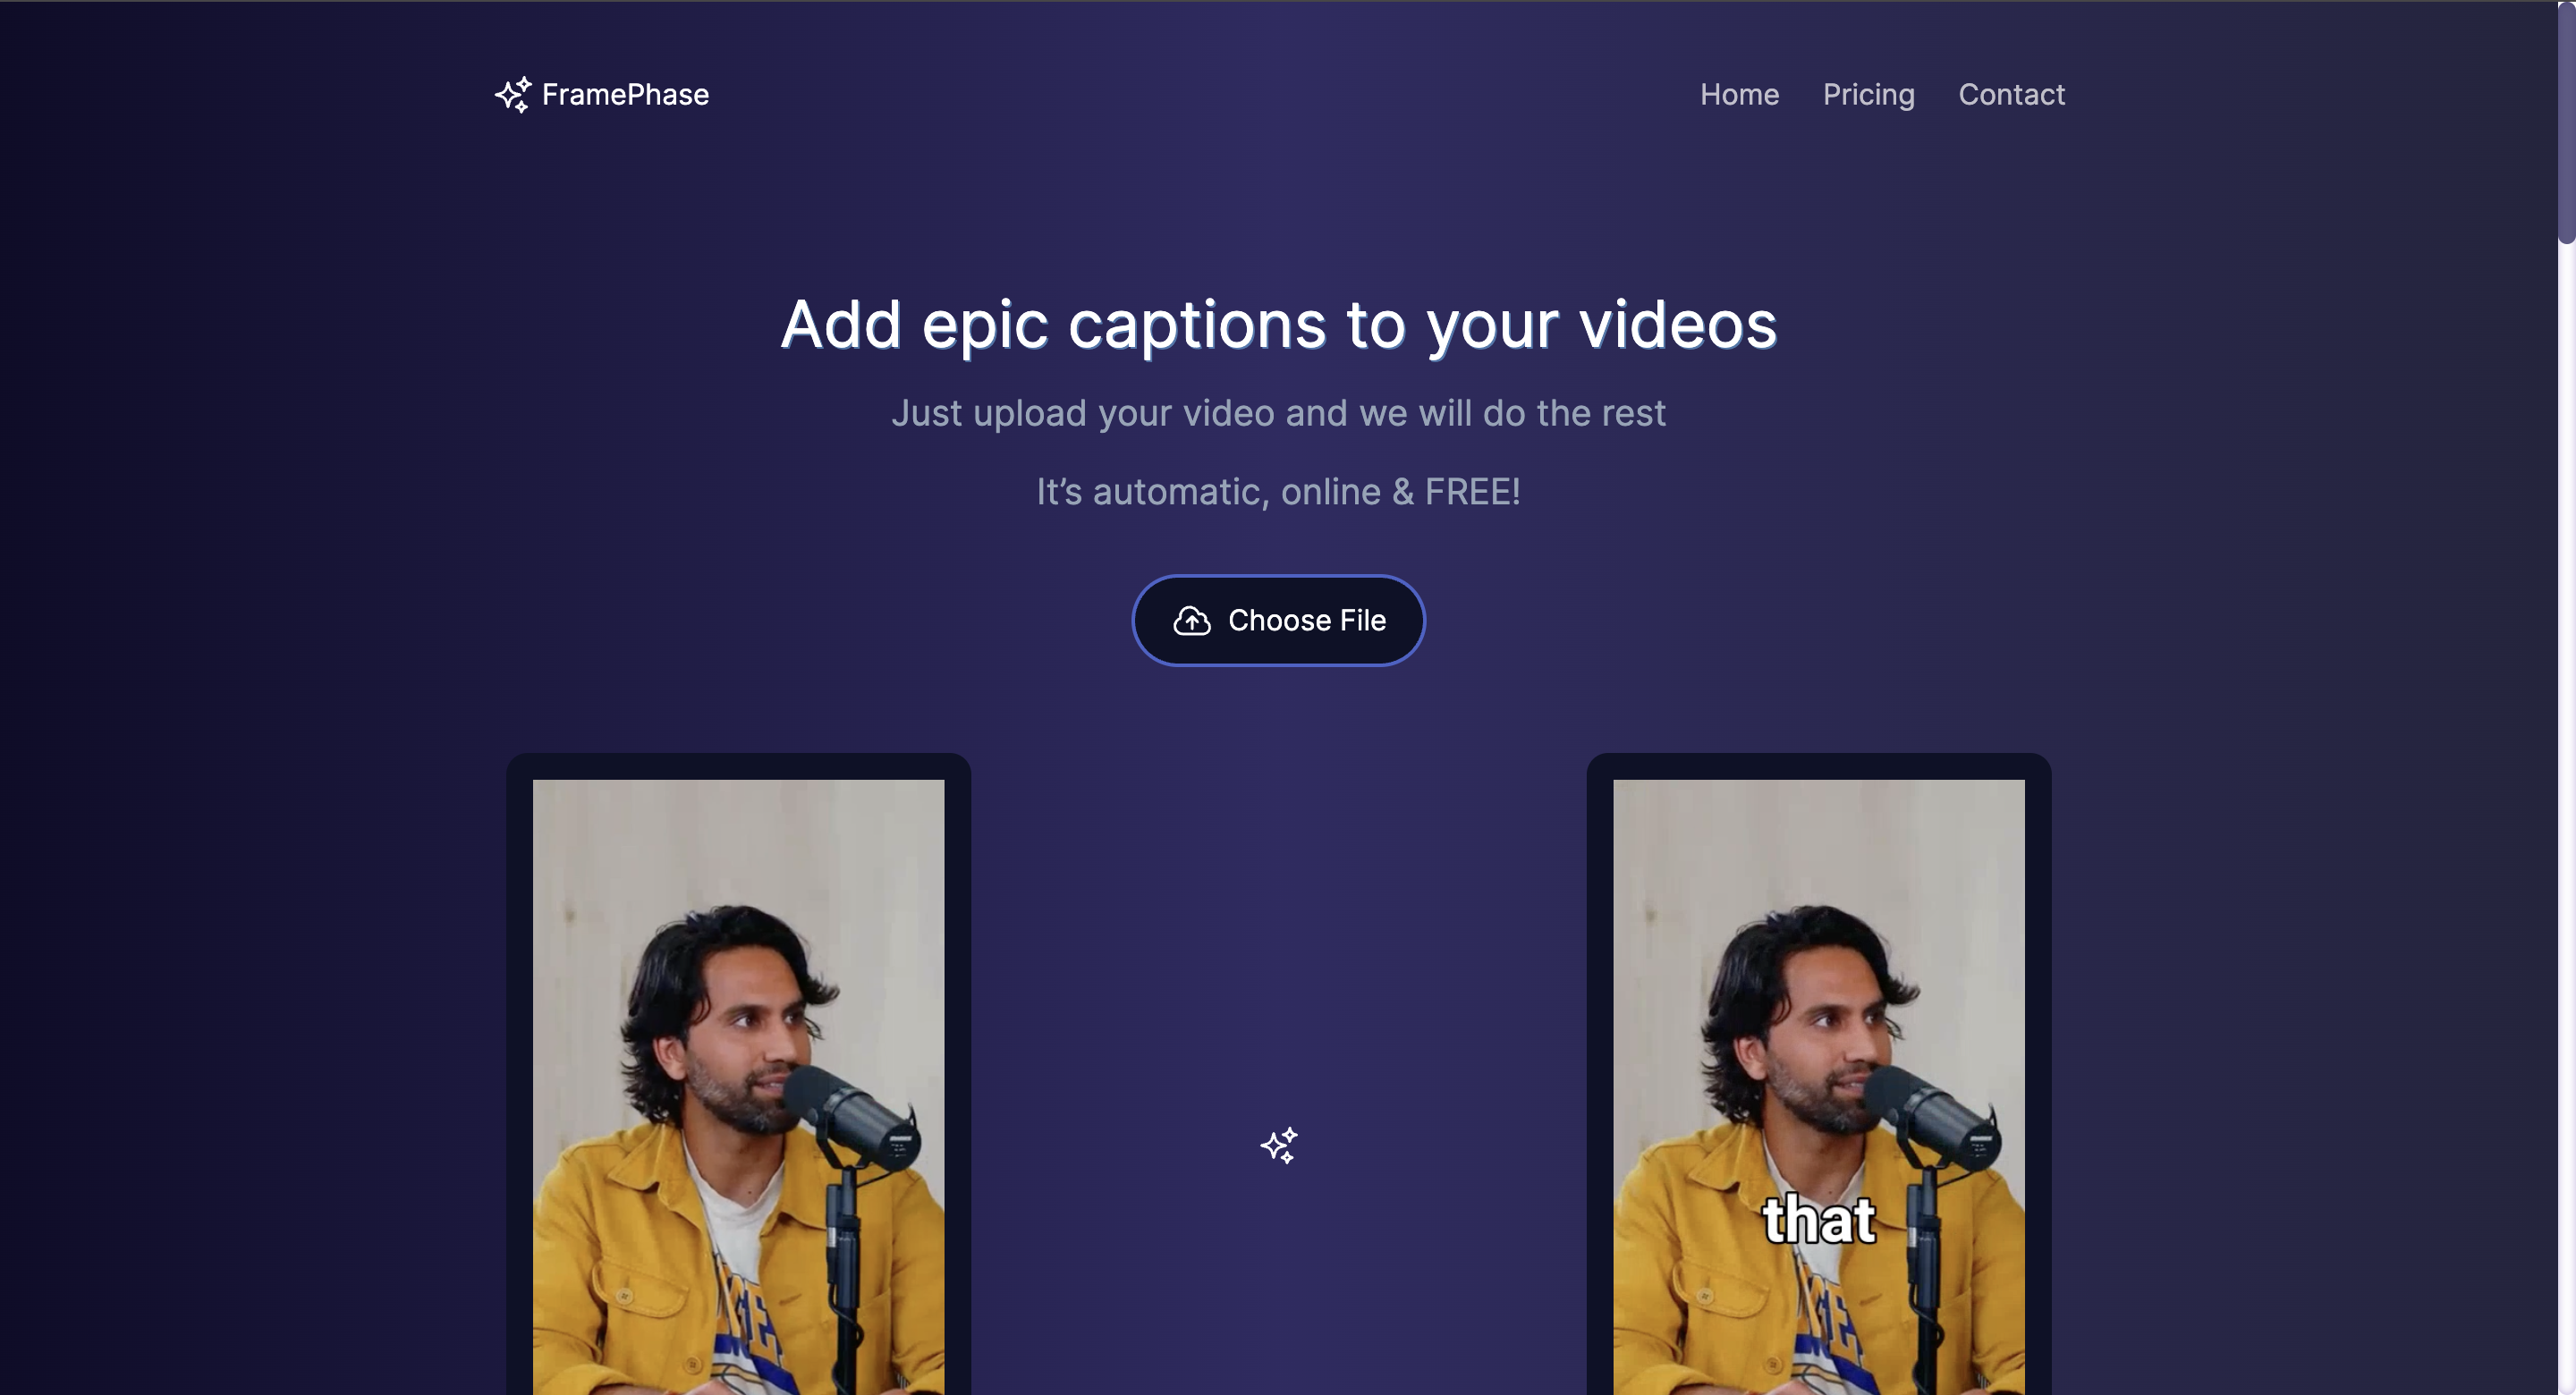 FramePhase
Home Pricing Contact
Add epic captions to your videos
Just upload your video and we will do the rest
It’s automatic, online & FREE!
Choose File
that